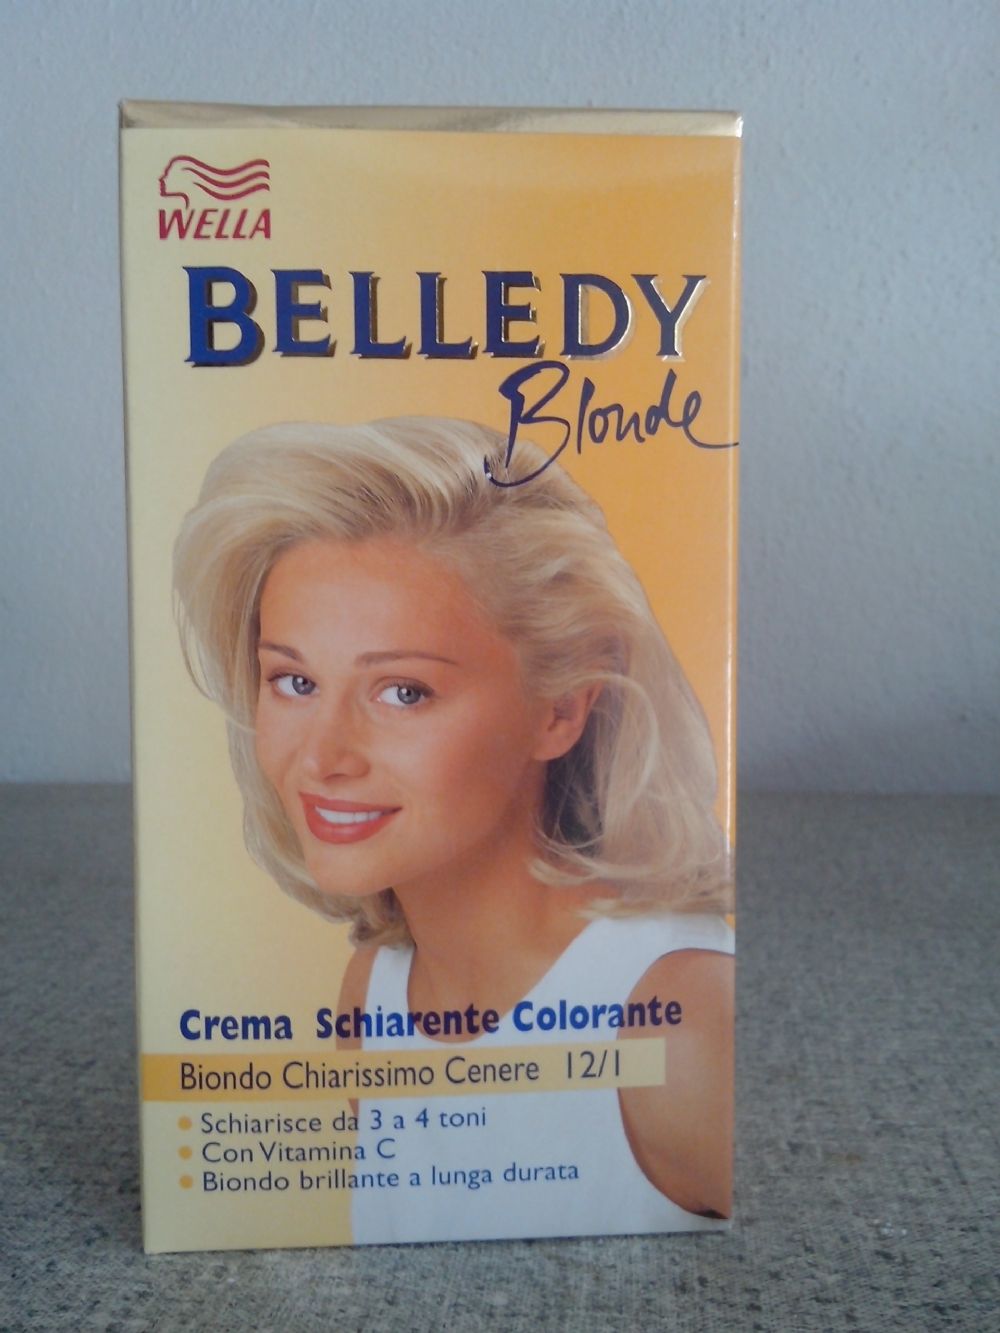 WELLA
BELLEDY
Blonde
Crema Schiarente Colorante
Biondo Chiarissimo Cenere 12/1
• Schiarisce da 3 a 4 toni
• Con Vitamina C
• Biondo brillante a lunga durata